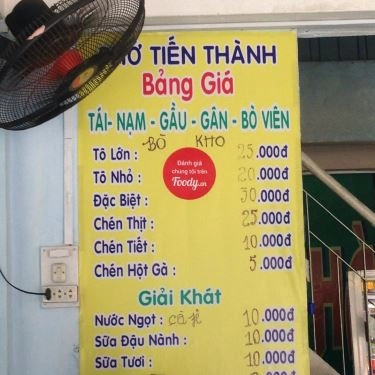 Ở TIẾN THÀNH
Bảng Giá
TÁI- NẠM - GẦU - GÂN - BÒ VIÊN
BÒ KHO
Tô Lớn : 25.000đ
Đánh giá
chúng tôi trên
Foody.vn
Tô Nhỏ : 20.000đ
Đặc Biệt : 30.000đ
Chén Thịt : 25.000đ
Chén Tiết : 10.000đ
Chén Hột Gà : 5.000đ
Giải Khát
Nước Ngọt : cà fê 10.000đ
Sữa Đậu Nành : 10.000đ
Sữa Tươi : 10.000đ